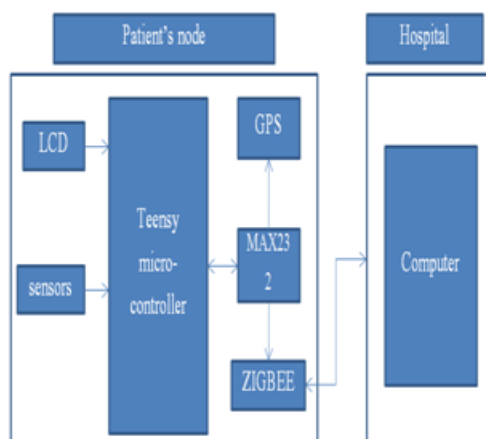 Patient's node
Hospital
LCD
sensors
Teensy
micro-
controller
GPS
MAX23
2
ZIGBEE
Computer